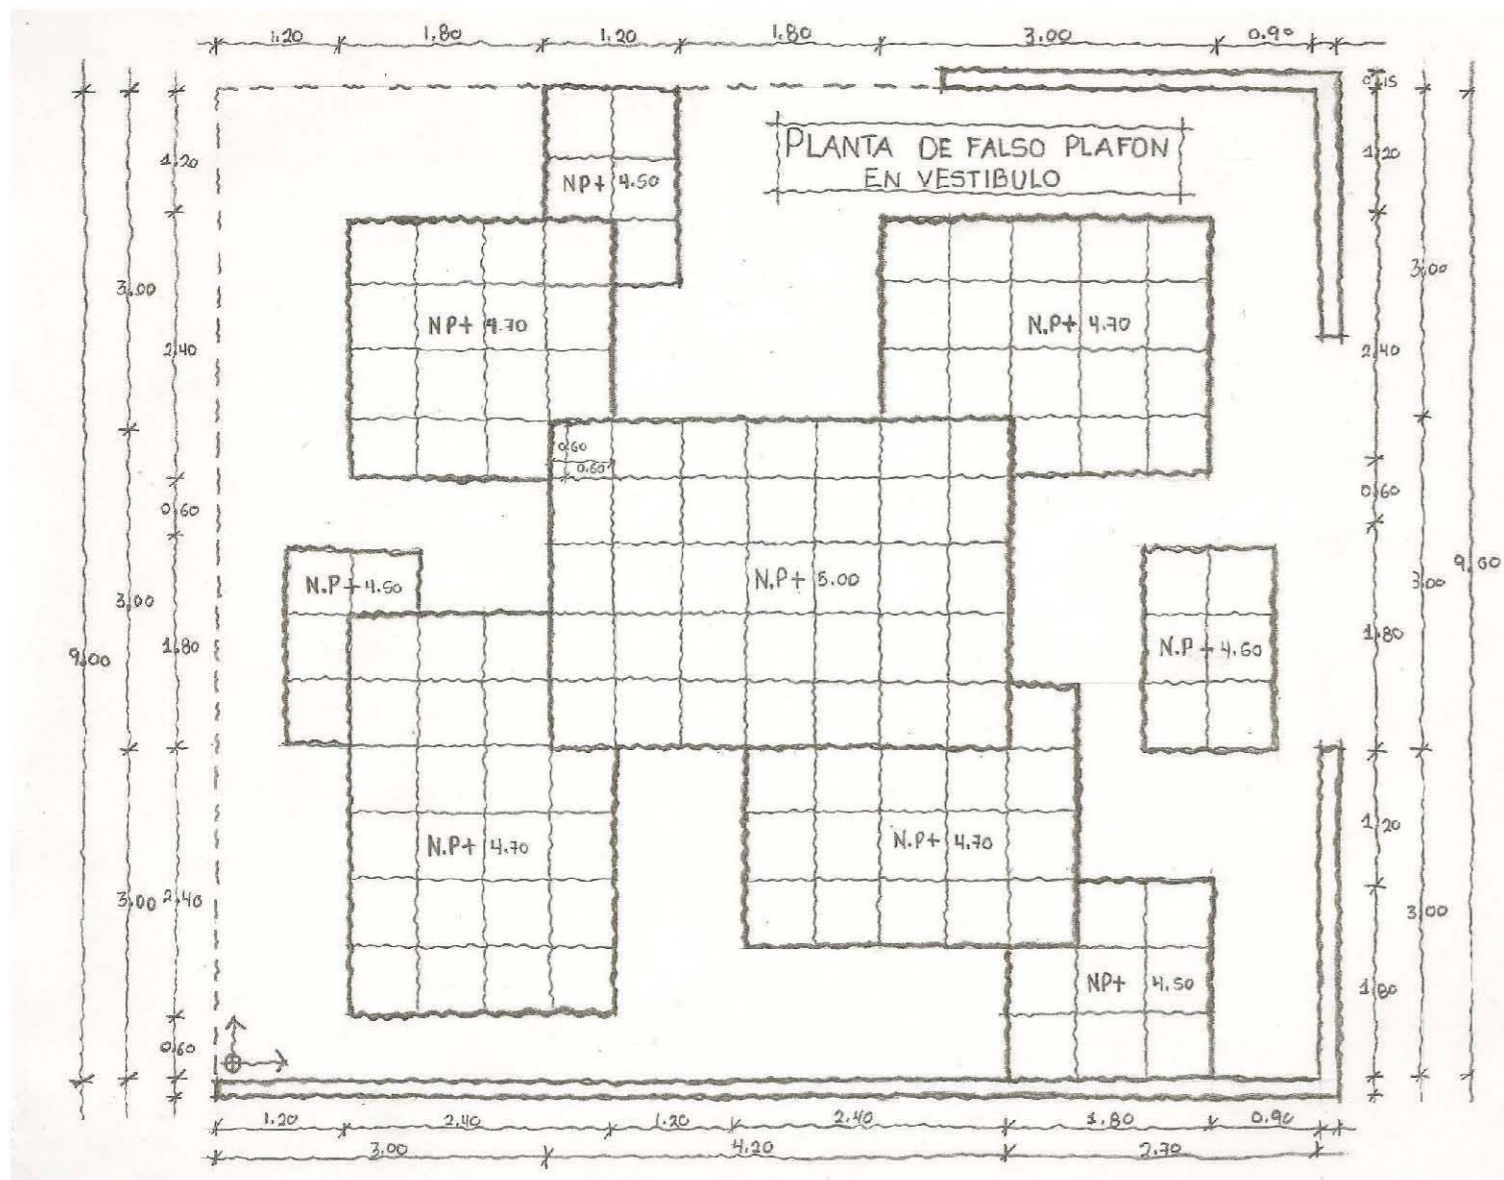 1.20 1.80 1.20 1.80 3.00 0.90
0.15
PLANTA DE FALSO PLAFON
EN VESTIBULO
1.20
1.20
NP+ 4.50
3.00
3.00
NP+ 4.70
N.P+ 4.70
2.40
2.40
0.60
0.60
0.60
0.60
N.P+ 4.50
N.P+ 5.00
9.60
3.00
3.00
1.80
1.80
N.P+ 4.60
9.00
1.20
N.P+ 4.70
N.P+ 4.70
3.00
2.40
3.00
NP+ 4.50
1.80
0.60
1.20 2.40 1.20 2.40 1.80 0.90
3.00 4.20 2.70